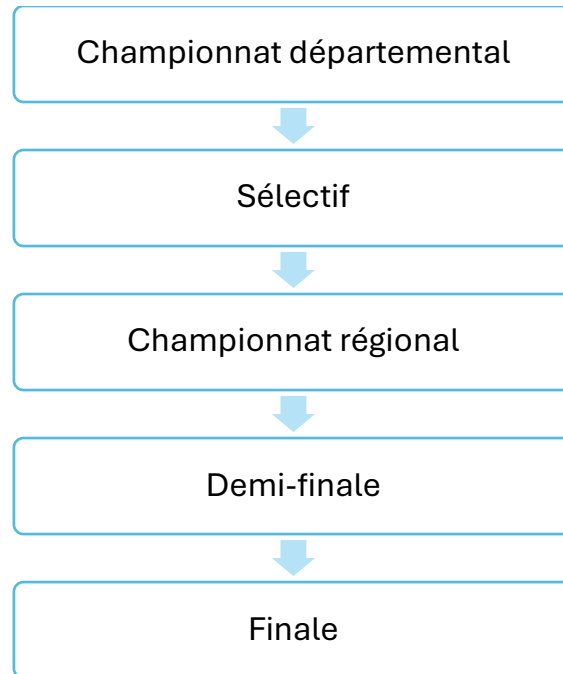 Championnat départemental
Sélectif
Championnat régional
Demi-finale
Finale